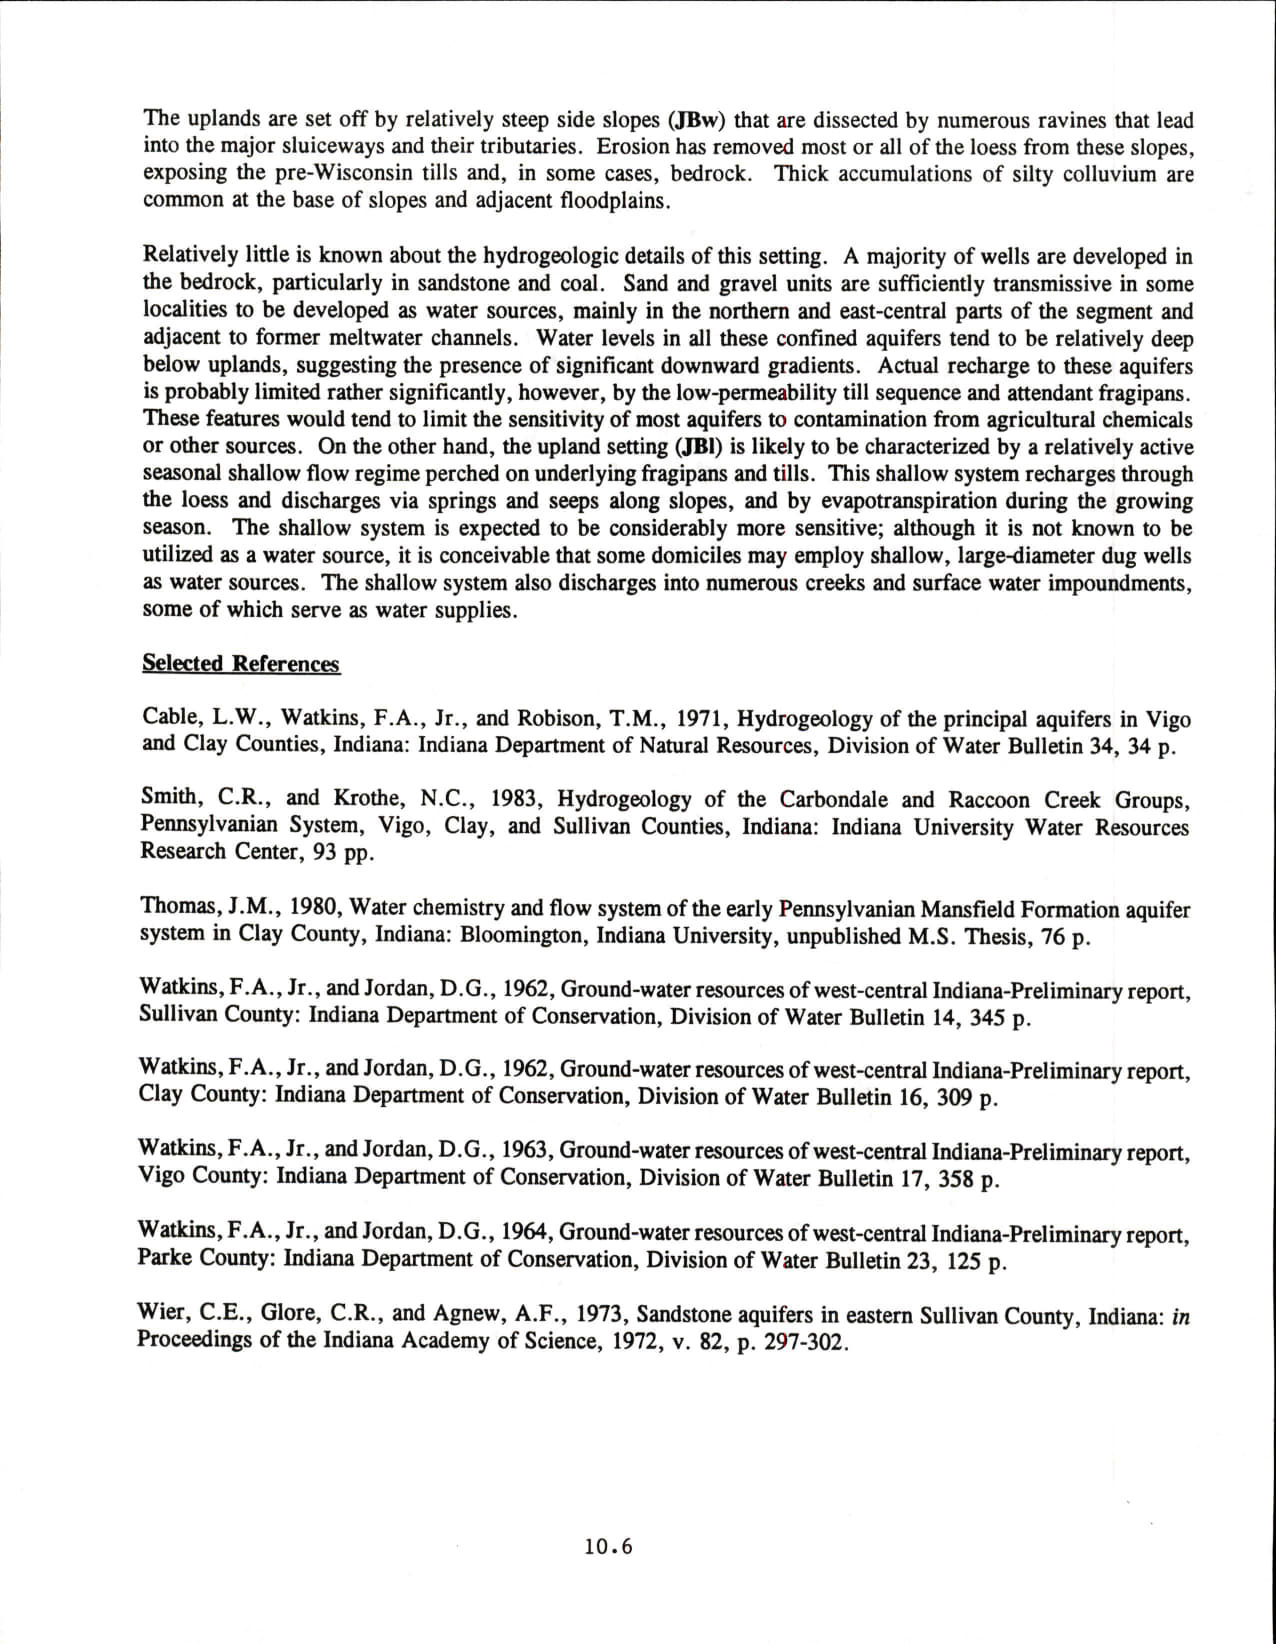 The uplands are set off by relatively steep side slopes (JBw) that are dissected by numerous ravines that lead
into the major sluiceways and their tributaries. Erosion has removed most or all of the loess from these slopes,
exposing the pre-Wisconsin tills and, in some cases, bedrock. Thick accumulations of silty colluvium are
common at the base of slopes and adjacent floodplains.
Relatively little is known about the hydrogeologic details of this setting. A majority of wells are developed in
the bedrock, particularly in sandstone and coal. Sand and gravel units are sufficiently transmissive in some
localities to be developed as water sources, mainly in the northern and east-central parts of the segment and
adjacent to former meltwater channels. Water levels in all these confined aquifers tend to be relatively deep
below uplands, suggesting the presence of significant downward gradients. Actual recharge to these aquifers
is probably limited rather significantly, however, by the low-permeability till sequence and attendant fragipans.
These features would tend to limit the sensitivity of most aquifers to contamination from agricultural chemicals
or other sources. On the other hand, the upland setting (JBl) is likely to be characterized by a relatively active
seasonal shallow flow regime perched on underlying fragipans and tills. This shallow system recharges through
the loess and discharges via springs and seeps along slopes, and by evapotranspiration during the growing
season. The shallow system is expected to be considerably more sensitive; although it is not known to be
utilized as a water source, it is conceivable that some domiciles may employ shallow, large-diameter dug wells
as water sources. The shallow system also discharges into numerous creeks and surface water impoundments,
some of which serve as water supplies.
Selected References
Cable, L.W., Watkins, F.A., Jr., and Robison, T.M., 1971, Hydrogeology of the principal aquifers in Vigo
and Clay Counties, Indiana: Indiana Department of Natural Resources, Division of Water Bulletin 34, 34 p.
Smith, C.R., and Krothe, N.C., 1983, Hydrogeology of the Carbondale and Raccoon Creek Groups,
Pennsylvanian System, Vigo, Clay, and Sullivan Counties, Indiana: Indiana University Water Resources
Research Center, 93 pp.
Thomas, J.M., 1980, Water chemistry and flow system of the early Pennsylvanian Mansfield Formation aquifer
system in Clay County, Indiana: Bloomington, Indiana University, unpublished M.S. Thesis, 76 p.
Watkins, F.A., Jr., and Jordan, D.G., 1962, Ground-water resources of west-central Indiana-Preliminary report,
Sullivan County: Indiana Department of Conservation, Division of Water Bulletin 14, 345 p.
Watkins, F.A., Jr., and Jordan, D.G., 1962, Ground-water resources of west-central Indiana-Preliminary report,
Clay County: Indiana Department of Conservation, Division of Water Bulletin 16, 309 p.
Watkins, F.A., Jr., and Jordan, D.G., 1963, Ground-water resources of west-central Indiana-Preliminary report,
Vigo County: Indiana Department of Conservation, Division of Water Bulletin 17, 358 p.
Watkins, F.A., Jr., and Jordan, D.G., 1964, Ground-water resources of west-central Indiana-Preliminary report,
Parke County: Indiana Department of Conservation, Division of Water Bulletin 23, 125 p.
Wier, C.E., Glore, C.R., and Agnew, A.F., 1973, Sandstone aquifers in eastern Sullivan County, Indiana: in
Proceedings of the Indiana Academy of Science, 1972, v. 82, p. 297-302.
10.6